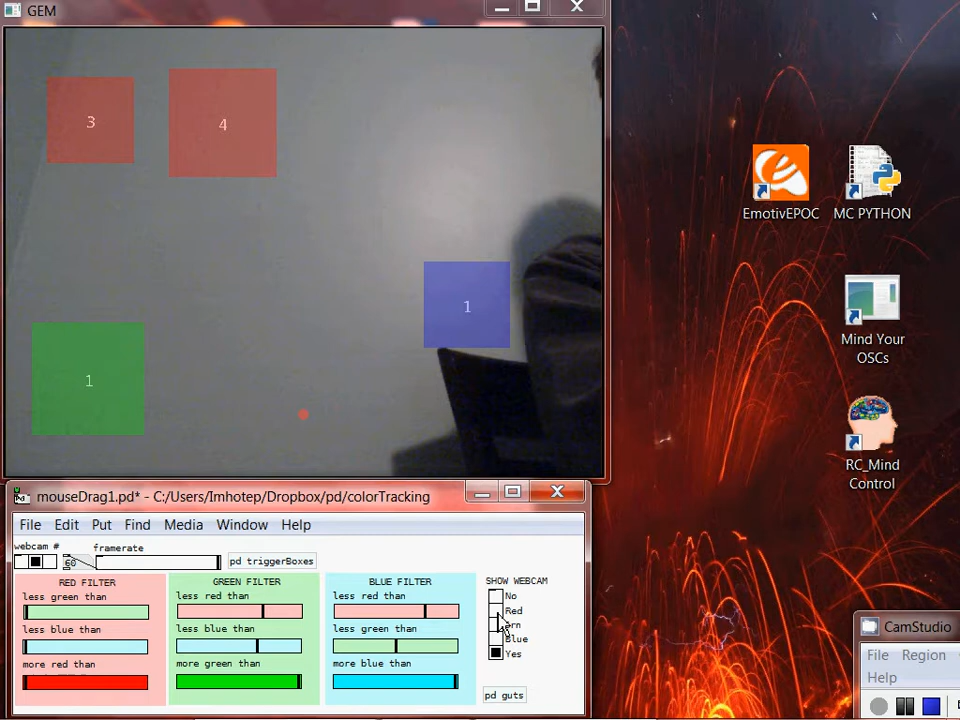 GEM
3
4
1
1
EmotivEPOC
MC PYTHON
Mind Your
OSCs
RC_Mind
Control
mouseDrag1.pd* - C:/Users/Imhotep/Dropbox/pd/colorTracking
File Edit Put Find Media Window Help
webcam #
framerate
60
pd triggerBoxes
RED FILTER
less green than
less blue than
more red than
GREEN FILTER
less red than
less blue than
more green than
BLUE FILTER
less red than
less green than
more blue than
SHOW WEBCAM
No
Red
Blue
Yes
pd guts
CamStudio
File Region
Help